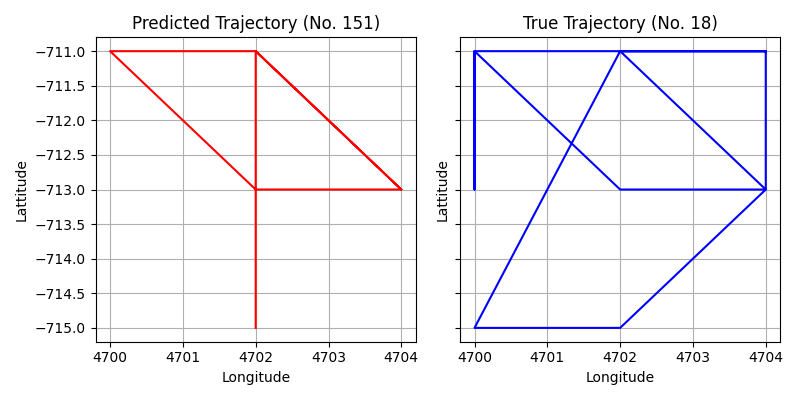 Predicted Trajectory (No. 151)
True Trajectory (No. 18)
−711.0
−711.5
−712.0
−712.5
−713.0
−713.5
−714.0
−714.5
−715.0
Lattitude
Lattitude
4700 4701 4702 4703 4704
4700 4701 4702 4703 4704
Longitude
Longitude